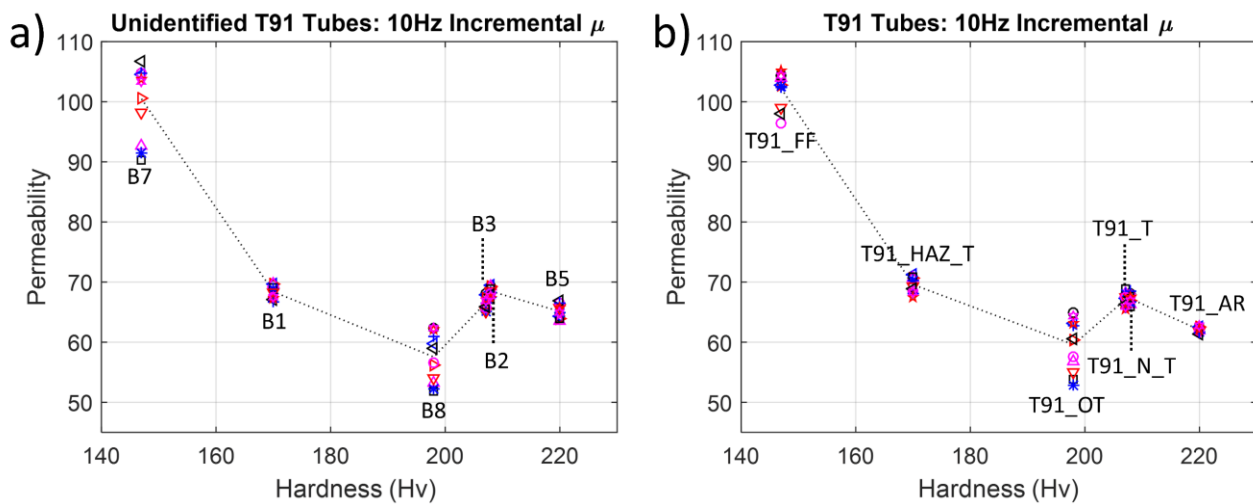 a)
Unidentified T91 Tubes: 10Hz Incremental μ
Permeability
110
100
90
80
70
60
50
B7
B1
B8
B3
B2
B5
140 160 180 200 220
Hardness (Hv)
b)
T91 Tubes: 10Hz Incremental μ
Permeability
110
100
90
80
70
60
50
T91_FF
T91_HAZ_T
T91_OT
T91_T
T91_N_T
T91_AR
140 160 180 200 220
Hardness (Hv)